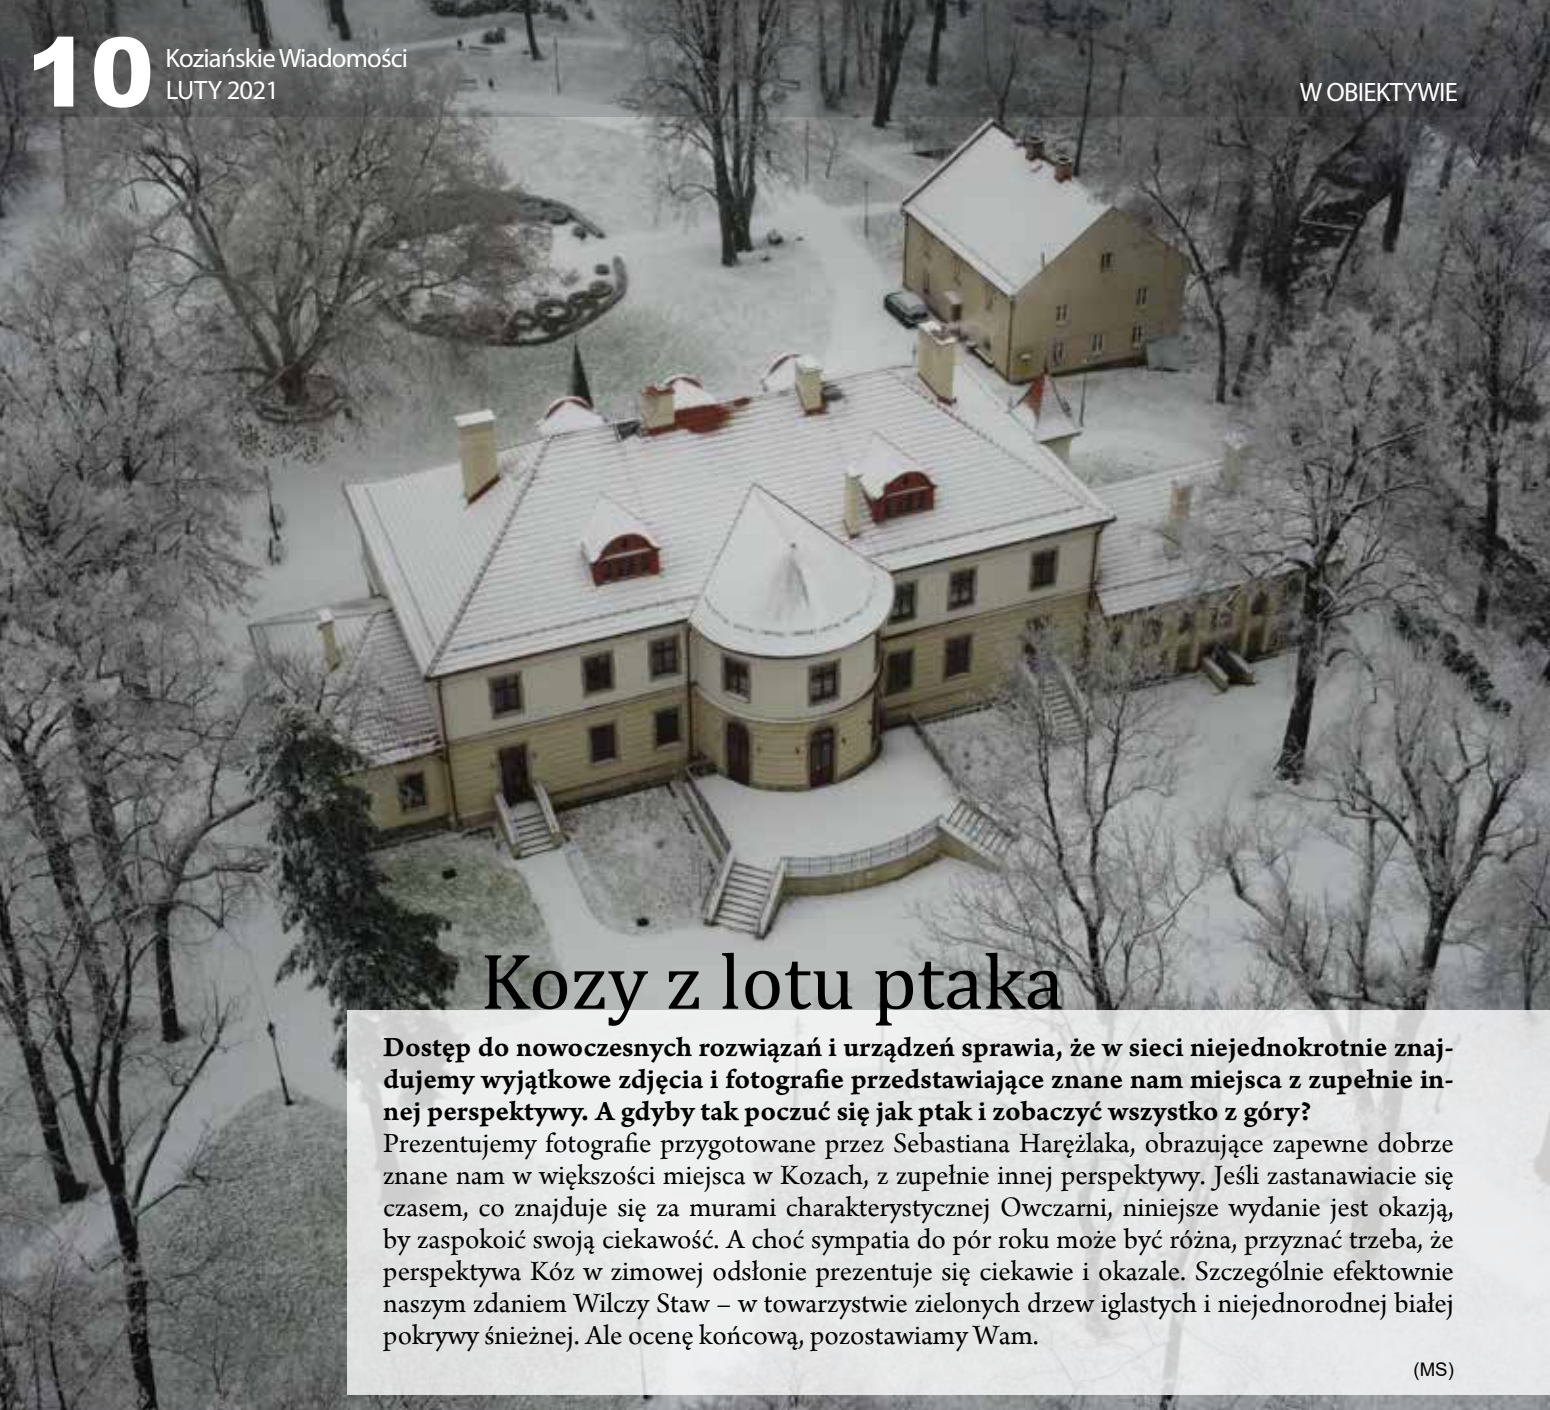 10
Koziańskie Wiadomości
LUTY 2021
W OBIEKTYWIE
Kozy z lotu ptaka
Dostęp do nowoczesnych rozwiązań i urządzeń sprawia, że w sieci niejednokrotnie znaj-
dujemy wyjątkowe zdjęcia i fotografie przedstawiające znane nam miejsca z zupełnie in-
nej perspektywy. A gdyby tak poczuć się jak ptak i zobaczyć wszystko z góry?
Prezentujemy fotografie przygotowane przez Sebastiana Harężlaka, obrazujące zapewne dobrze
znane nam w większości miejsca w Kozach, z zupełnie innej perspektywy. Jeśli zastanawiacie się
czasem, co znajduje się za murami charakterystycznej Owczarni, niniejsze wydanie jest okazją,
by zaspokoić swoją ciekawość. A choć sympatia do pór roku może być różna, przyznać trzeba, że
perspektywa Kóz w zimowej odsłonie prezentuje się ciekawie i okazale. Szczególnie efektownie
naszym zdaniem Wilczy Staw – w towarzystwie zielonych drzew iglastych i niejednorodnej białej
pokrywy śnieżnej. Ale ocenę końcową, pozostawiamy Wam.
(MS)